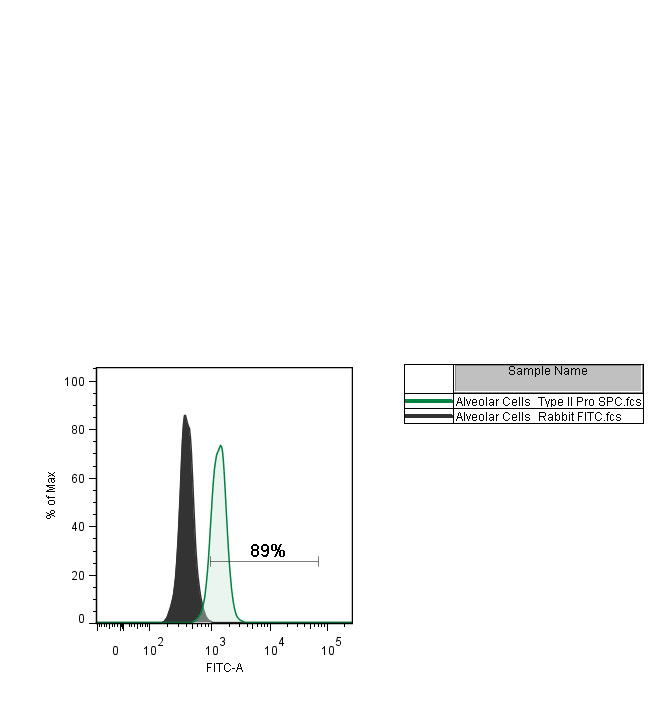 Sample Name
Alveolar Cells Type II Pro SPC.fcs
Alveolar Cells Rabbit FITC.fcs
100
80
60
40
20
0
% of Max
89%
0 10^2 10^3 10^4 10^5
FITC-A